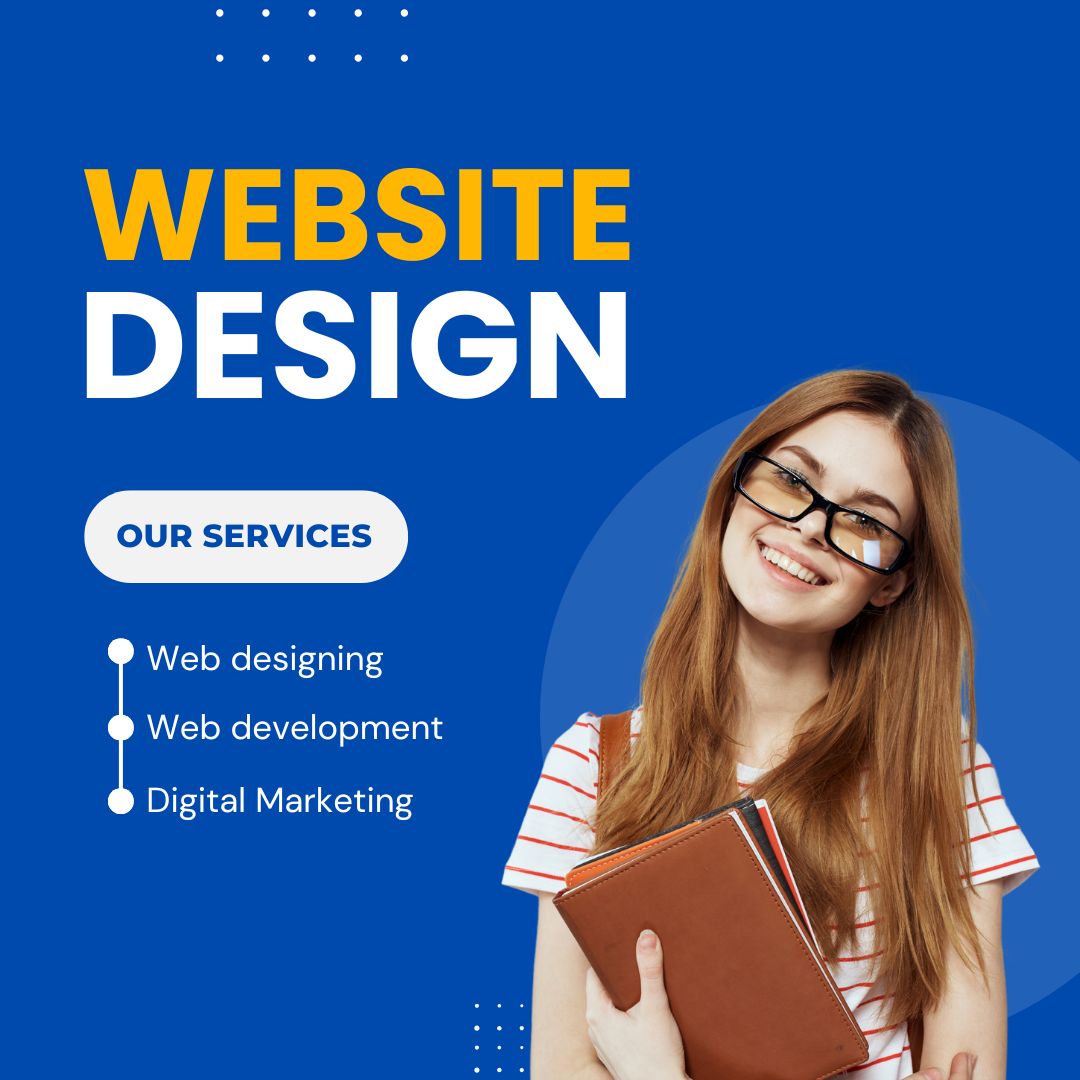 WEBSITE
DESIGN
OUR SERVICES
Web designing
Web development
Digital Marketing